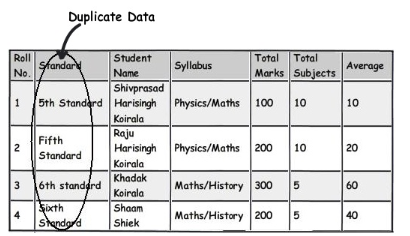 Duplicate Data
Roll No. Standard Student Name Syllabus Total Marks Total Subjects Average
1 5th Standard Shivprasad Harisingh Koirala Physics/Maths 100 10 10
2 Fifth Standard Raju Harisingh Koirala Physics/Maths 200 10 20
3 6th standard Khadak Koirala Maths/History 300 5 60
4 Sixth Standard Shaam Shiek Maths/History 200 5 40